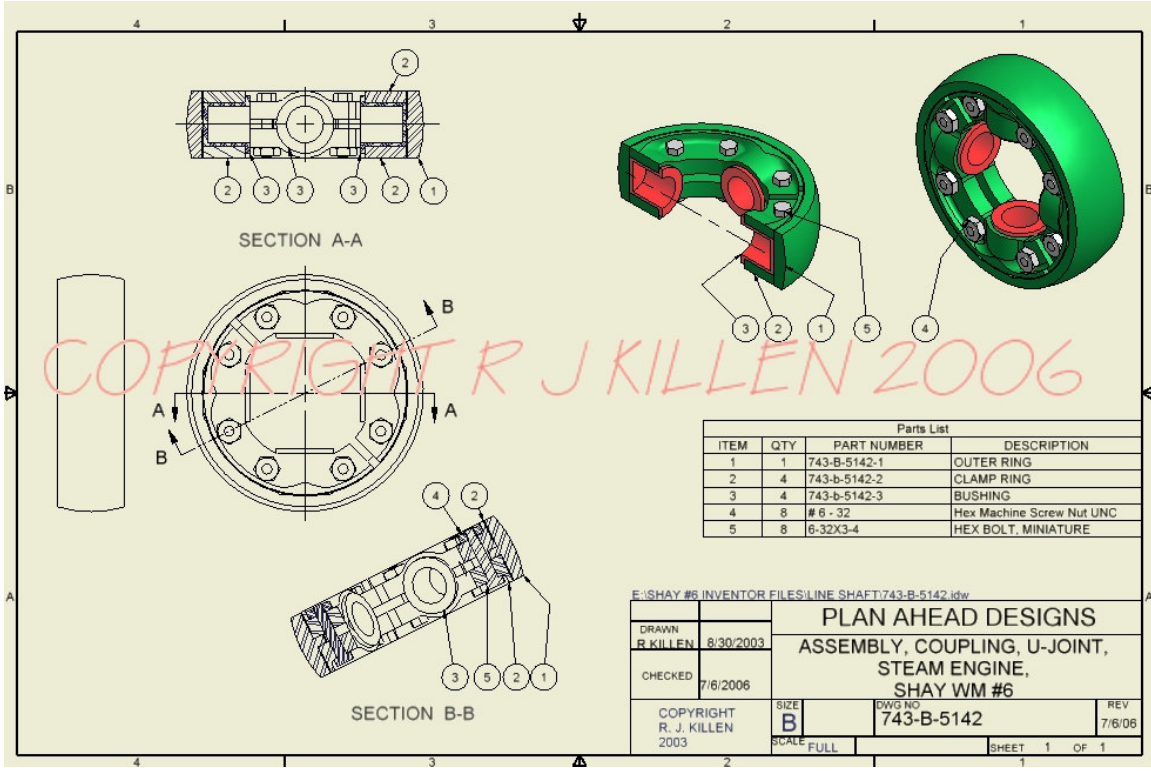 4 3 2 1
2
2 3 3 3 2 1
SECTION A-A
B B
B
A A
B
3 2 1 5 4
COPYRIGHT R J KILLEN 2006
Parts List
ITEM QTY PART NUMBER DESCRIPTION
1 1 743-B-5142-1 OUTER RING
2 4 743-b-5142-2 CLAMP RING
3 4 743-b-5142-3 BUSHING
4 8 # 6 - 32 Hex Machine Screw Nut UNC
5 8 6-32X3-4 HEX BOLT, MINIATURE
4 2
3 5 2 1
SECTION B-B
A A
E:\SHAY #6 INVENTOR FILES\LINE SHAFT\743-B-5142.idw
DRAWN
R KILLEN 8/30/2003
CHECKED
7/6/2006
COPYRIGHT
R. J. KILLEN
2003
PLAN AHEAD DESIGNS
ASSEMBLY, COUPLING, U-JOINT,
STEAM ENGINE,
SHAY WM #6
SIZE
B
DWG NO
743-B-5142
REV
7/6/06
SCALE FULL
SHEET 1 OF 1
4 3 2 1